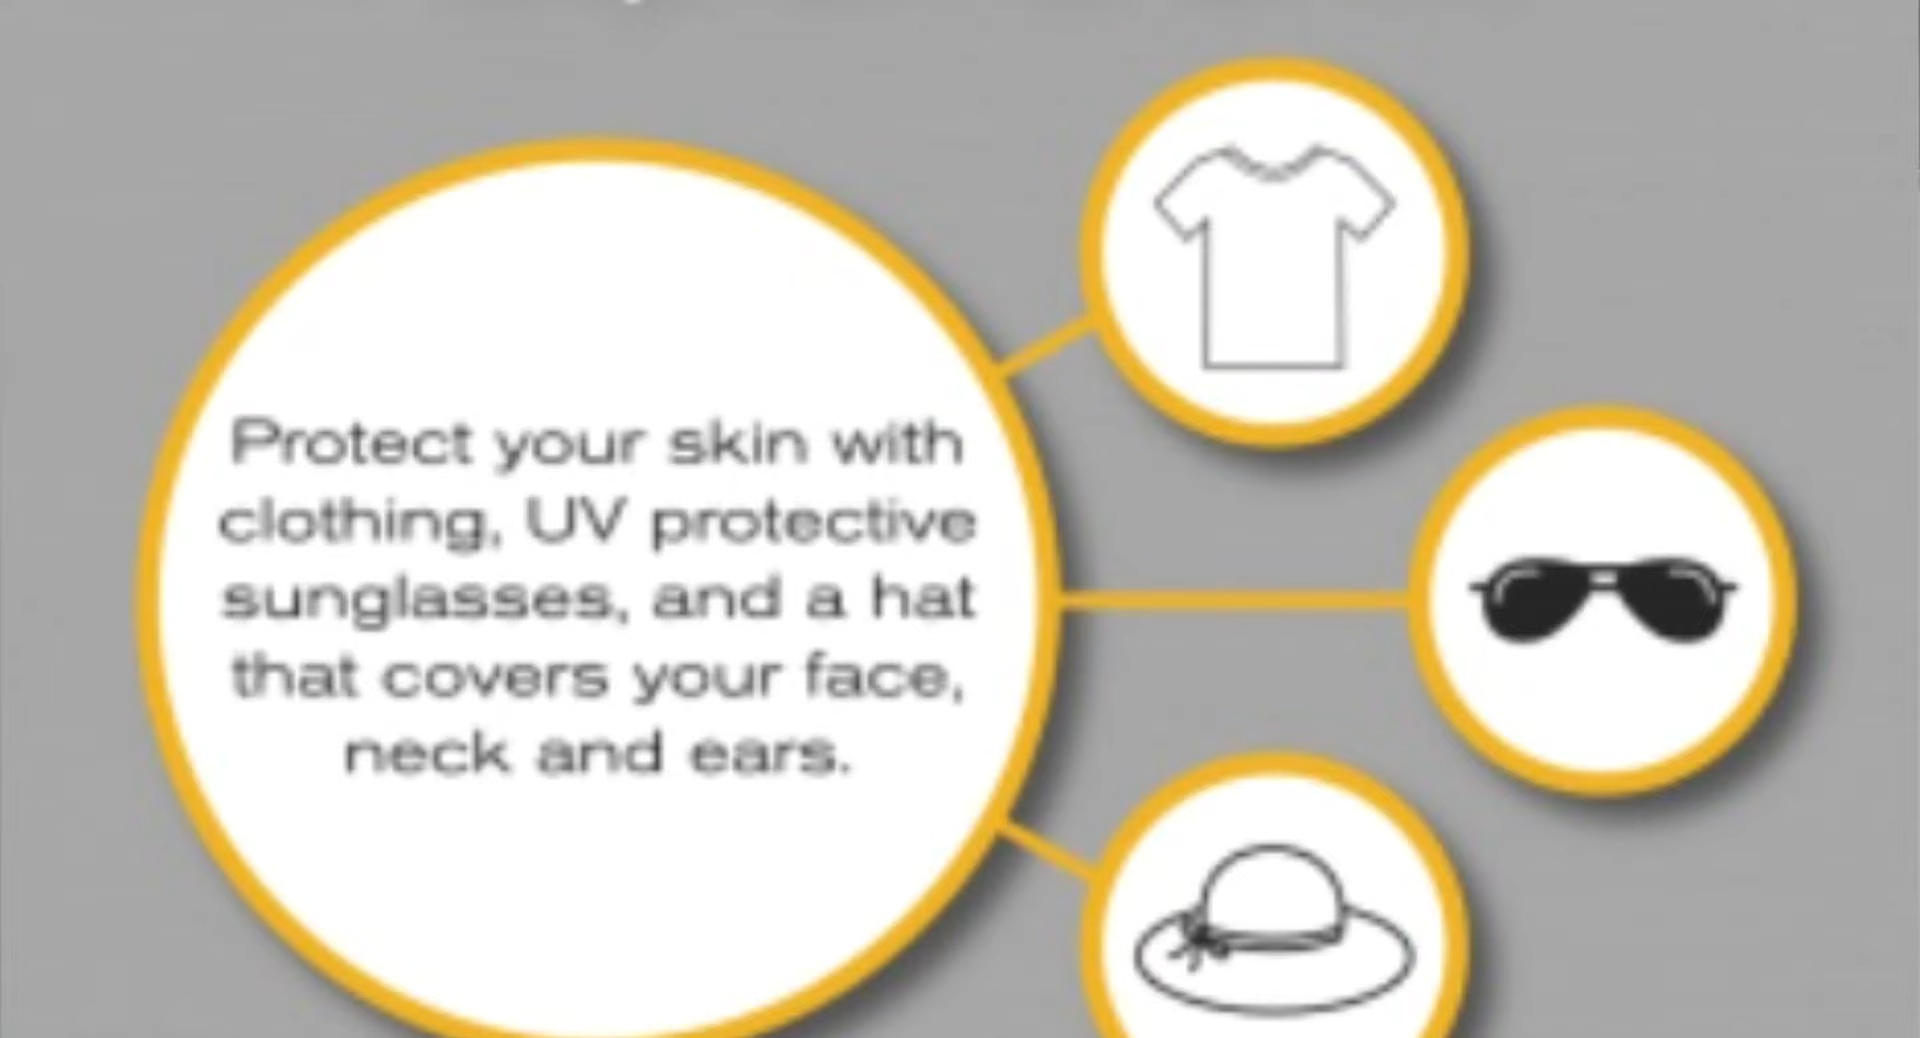 Protect your skin with
clothing, UV protective
sunglasses, and a hat
that covers your face,
neck and ears.